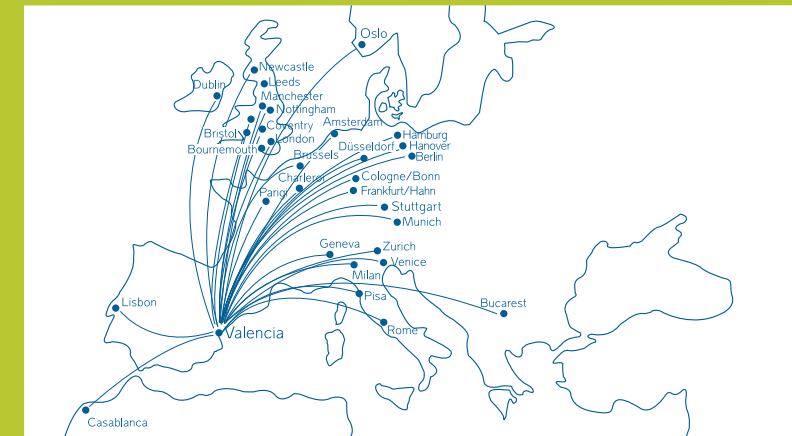 Oslo
Newcastle
Dublin
Leeds
Manchester
Nottingham
Coventry
Amsterdam
Bristol
London
Hamburg
Bournemouth
Düsseldorf
Hanover
Brussels
Berlin
Charleroi
Cologne/Bonn
Parigi
Frankfurt/Hahn
Stuttgart
Munich
Geneva
Zurich
Venice
Milan
Pisa
Lisbon
Bucarest
Valencia
Rome
Casablanca